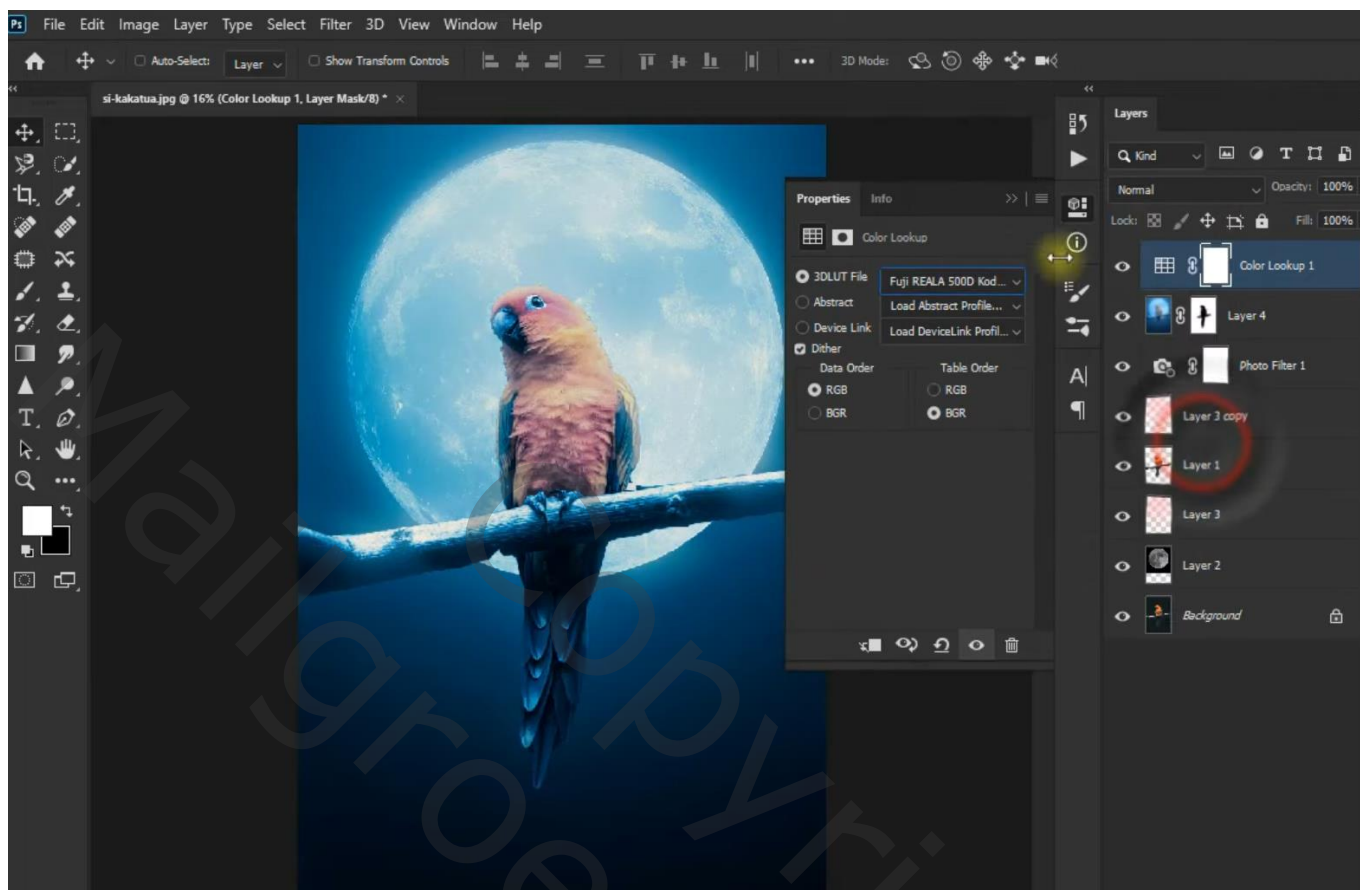 Ps File Edit Image Layer Type Select Filter 3D View Window Help
Auto-Select: Layer Show Transform Controls 3D Mode:
si-kakatua.jpg @ 16% (Color Lookup 1, Layer Mask/8) * ×
Properties Info
Color Lookup
3DLUT File Fuji REALA 500D Kod...
Abstract Load Abstract Profile...
Device Link Load DeviceLink Profil...
Dither
Data Order Table Order
RGB RGB
BGR BGR
Layers
Kind
Normal Opacity: 100%
Lock: Fill: 100%
Color Lookup 1
Layer 4
Photo Filter 1
Layer 3 copy
Layer 1
Layer 3
Layer 2
Background